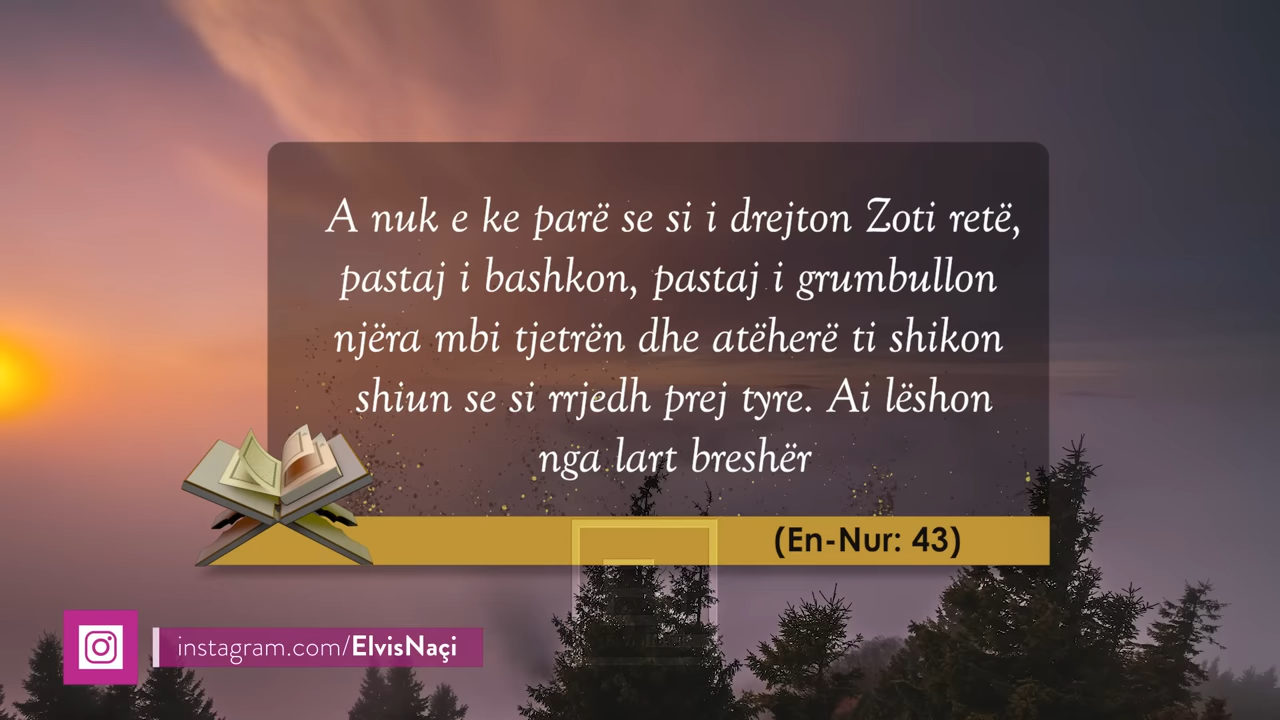 A nuk e ke parë se si i drejton Zoti retë,
pastaj i bashkon, pastaj i grumbullon
njëra mbi tjetrën dhe atëherë ti shikon
shiun se si rrjedh prej tyre. Ai lëshon
nga lart breshër
(En-Nur: 43)
instagram.com/ElvisNaçi